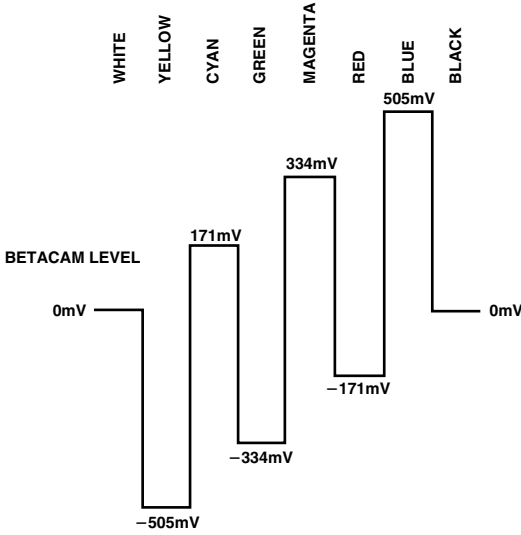 WHITE
YELLOW
CYAN
GREEN
MAGENTA
RED
BLUE
BLACK
505mV
334mV
171mV
BETACAM LEVEL
0mV
0mV
−171mV
−334mV
−505mV